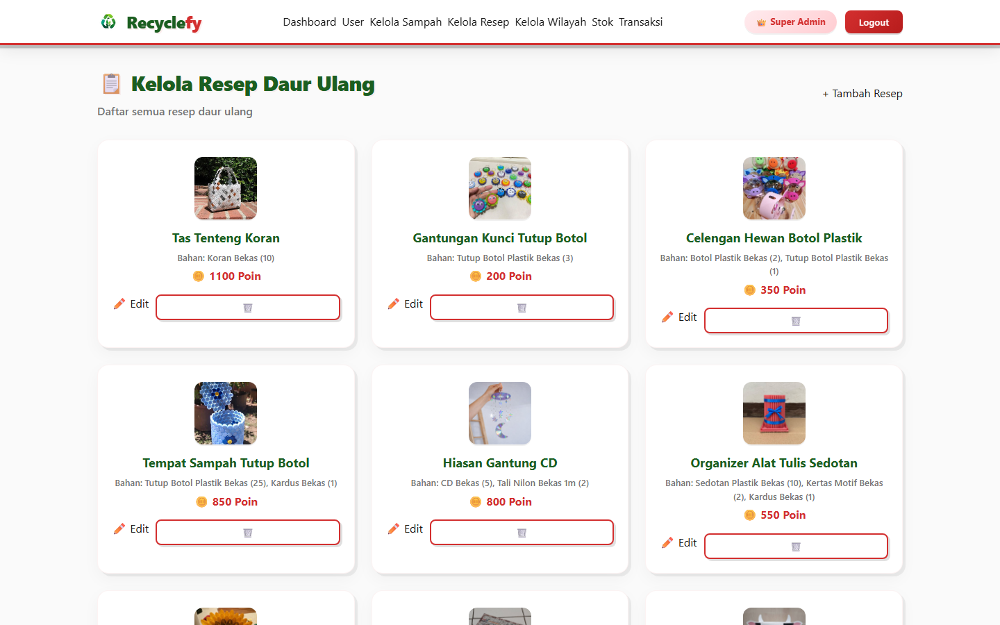 Recyclefy
Dashboard User Kelola Sampah Kelola Resep Kelola Wilayah Stok Transaksi
Super Admin
Logout
Kelola Resep Daur Ulang
Daftar semua resep daur ulang
+ Tambah Resep
Tas Tenteng Koran
Bahan: Koran Bekas (10)
1100 Poin
Edit
Gantungan Kunci Tutup Botol
Bahan: Tutup Botol Plastik Bekas (3)
200 Poin
Edit
Celengan Hewan Botol Plastik
Bahan: Botol Plastik Bekas (2), Tutup Botol Plastik Bekas
(1)
350 Poin
Edit
Tempat Sampah Tutup Botol
Bahan: Tutup Botol Plastik Bekas (25), Kardus Bekas (1)
850 Poin
Edit
Hiasan Gantung CD
Bahan: CD Bekas (5), Tali Nilon Bekas 1m (2)
800 Poin
Edit
Organizer Alat Tulis Sedotan
Bahan: Sedotan Plastik Bekas (10), Kertas Motif Bekas
(2), Kardus Bekas (1)
550 Poin
Edit